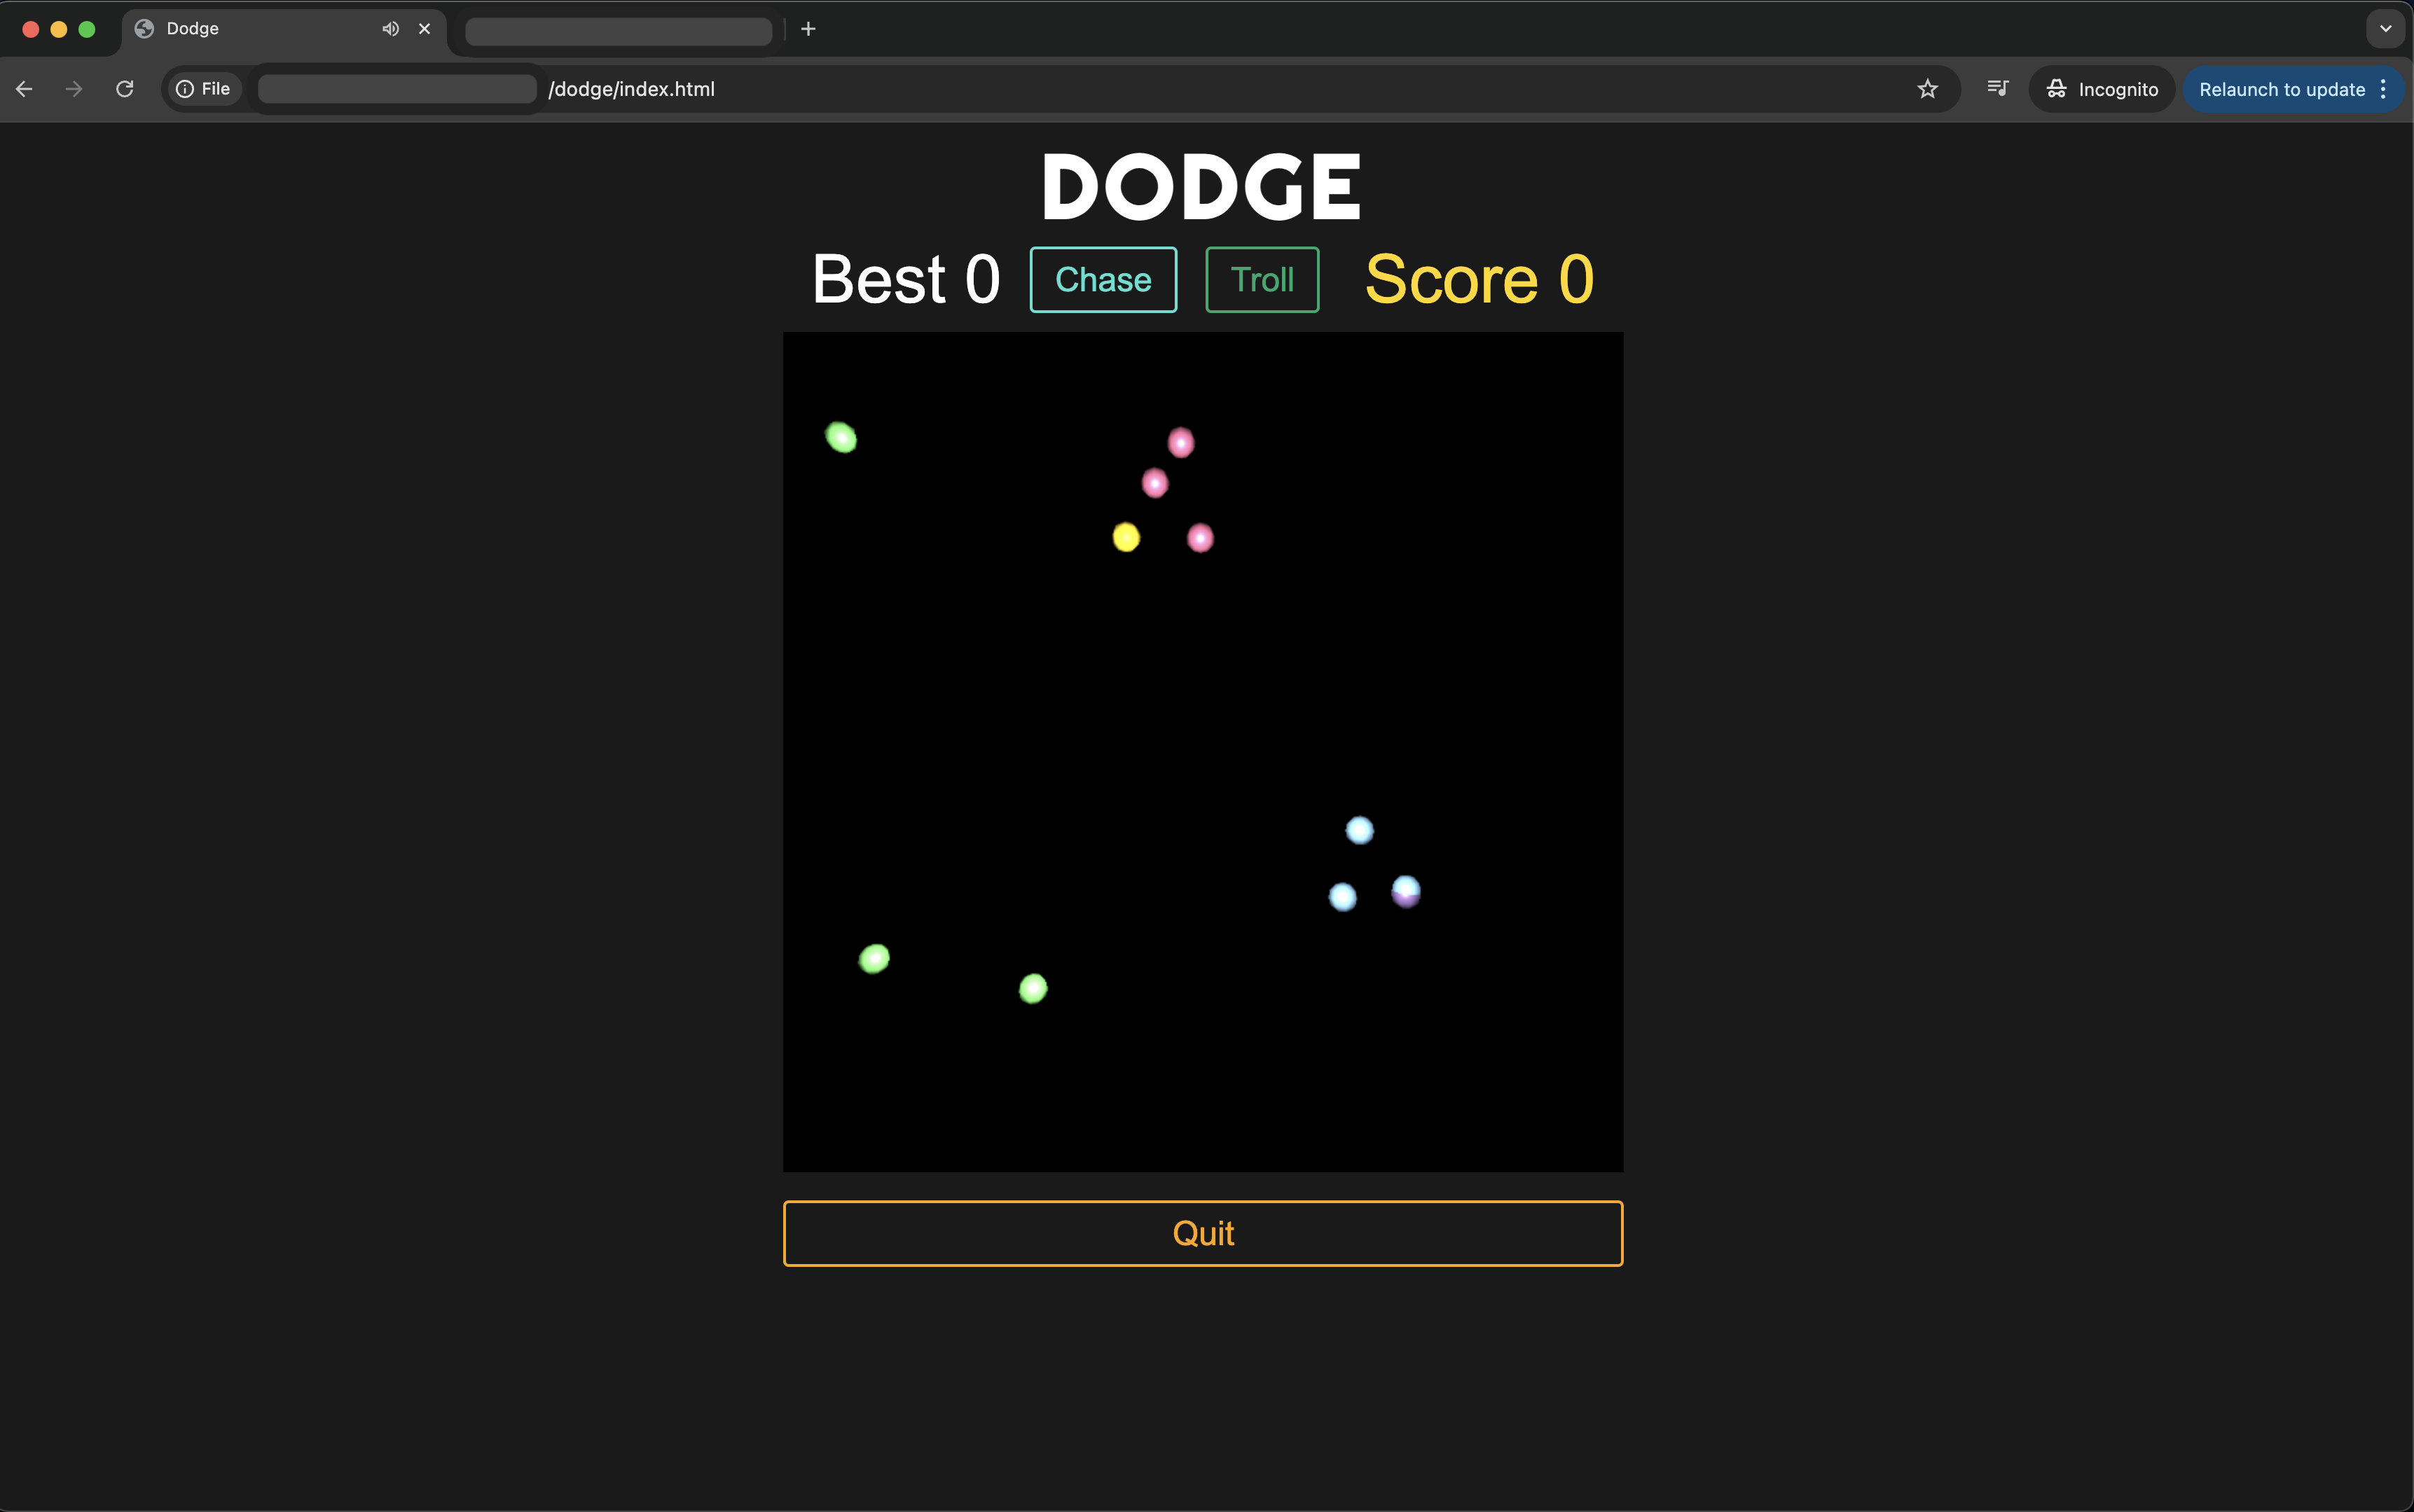 Dodge
File /dodge/index.html Incognito Relaunch to update
DODGE
Best 0 Chase Troll Score 0
Quit